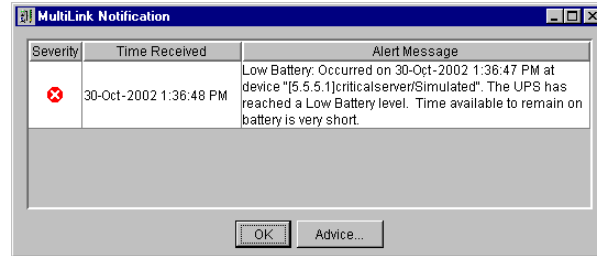 MultiLink Notification
Severity Time Received Alert Message
Low Battery: Occurred on 30-Oct-2002 1:36:47 PM at
device "[5.5.5.1]criticalserver/Simulated". The UPS has
30-Oct-2002 1:36:48 PM
reached a Low Battery level. Time available to remain on
battery is very short.
OK Advice...